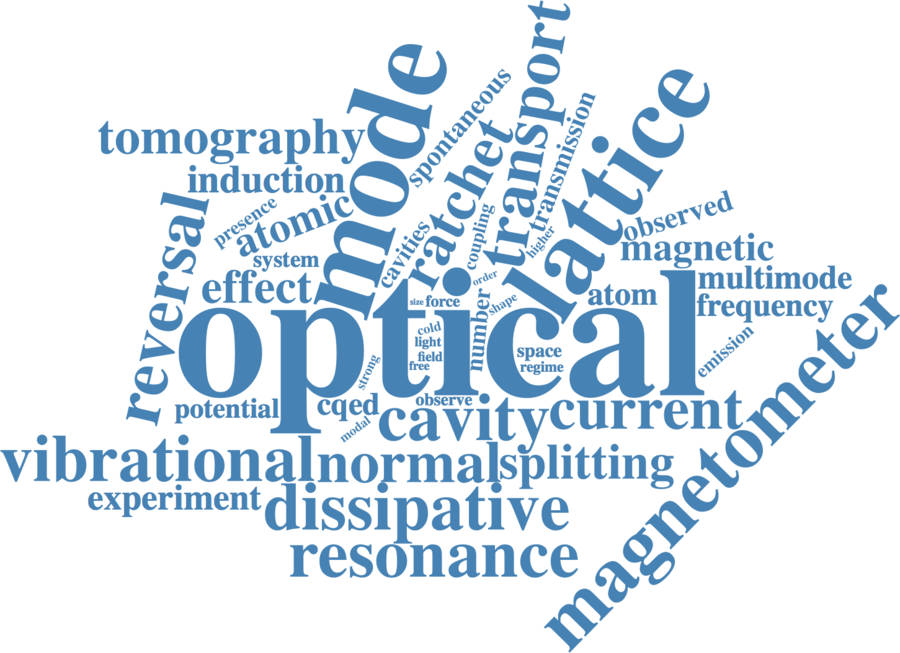 transport
mode
lattice
spontaneous
transmission
tomography
ratchet
induction
reversal
atomic
presence
observed
coupling
cavities
higher
magnetic
system
multimode
order
effect
optical
size
force
shape
atom
frequency
number
cold
light
field
free
space
regime
emission
strong
magnetometer
potential
cqed
observe
cavity
current
modal
vibrational
normal
splitting
experiment
dissipative
resonance